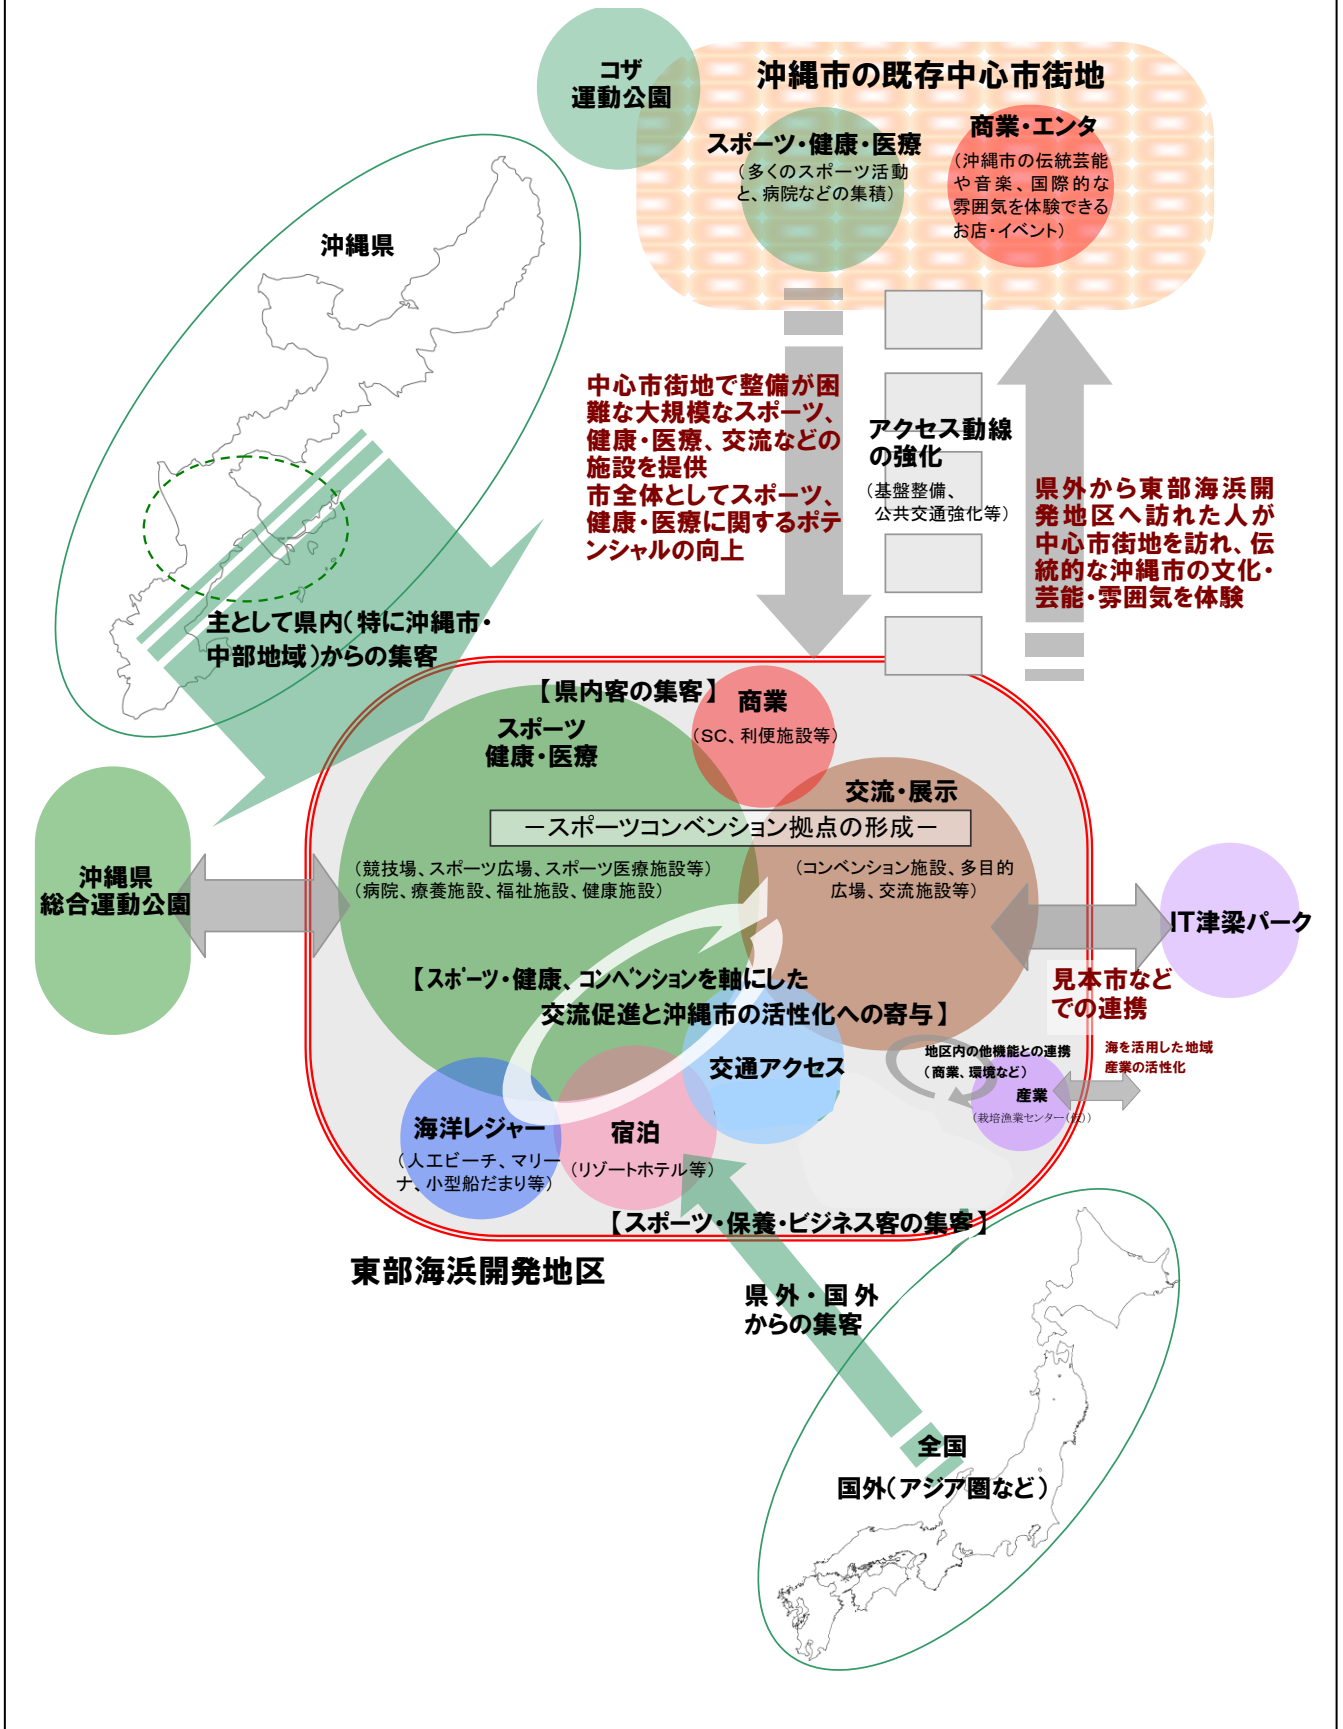 コザ
運動公園
沖縄市の既存中心市街地
スポーツ・健康・医療
（多くのスポーツ活動
と、病院などの集積）
商業・エンタ
（沖縄市の伝統芸能
や音楽、国際的な
雰囲気を体験できる
お店・イベント）
沖縄県
中心市街地で整備が困
難な大規模なスポーツ、
健康・医療、交流などの
施設を提供
市全体としてスポーツ、
健康・医療に関するポテ
ンシャルの向上
アクセス動線
の強化
（基盤整備、
公共交通強化等）
県外から東部海浜開
発地区へ訪れた人が
中心市街地を訪れ、伝
統的な沖縄市の文化・
芸能・雰囲気を体験
主として県内（特に沖縄市・
中部地域）からの集客
【県内客の集客】
商業
（SC、利便施設等）
スポーツ
健康・医療
交流・展示
－スポーツコンベンション拠点の形成－
（競技場、スポーツ広場、スポーツ医療施設等）
（病院、療養施設、福祉施設、健康施設）
（コンベンション施設、多目的
広場、交流施設等）
沖縄県
総合運動公園
IT津梁パーク
見本市など
での連携
【スポーツ・健康、コンベンションを軸にした
交流促進と沖縄市の活性化への寄与】
交通アクセス
地区内の他機能との連携
（商業、環境など）
海を活用した地域
産業の活性化
産業
（栽培漁業センター（仮））
海洋レジャー
（人工ビーチ、マリー
ナ、小型船だまり等）
宿泊
（リゾートホテル等）
【スポーツ・保養・ビジネス客の集客】
東部海浜開発地区
県外・国外
からの集客
全国
国外（アジア圏など）